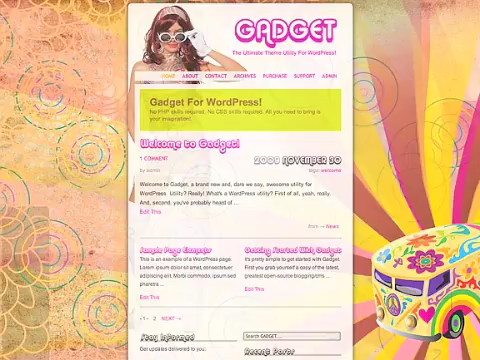 GADGET
The Ultimate Theme Utility For WordPress!
HOME ABOUT CONTACT ARCHIVES PURCHASE SUPPORT ADMIN
Gadget For WordPress!
No PHP skills required. No CSS skills required. All you need to bring is
your imagination.
Welcome to Gadget!
1 COMMENT
2009 NOVEMBER 30
by admin
tags: welcome
Welcome to Gadget, a brand new and, dare we say, awesome utility for
WordPress. Utility? Really! What's a WordPress utility? First of all, yeah, really.
And, second, you've probably heard of ...
Edit This
from → News
Sample Page Excerpts
This is an example of a WordPress page.
Lorem ipsum dolor sit amet, consectetuer
adipiscing elit. Morbi commodo, ipsum sed
pharetra ...
Edit This
Getting Started With Gadget
It's pretty simple to get started with Gadget.
First you grab yourself a copy of the latest,
greatest open-source bloggingthis ...
Edit This
‹ 1 › 2 NEXT →
Stay Informed
Get updates delivered to you:
Search GADGET...
Recent Posts